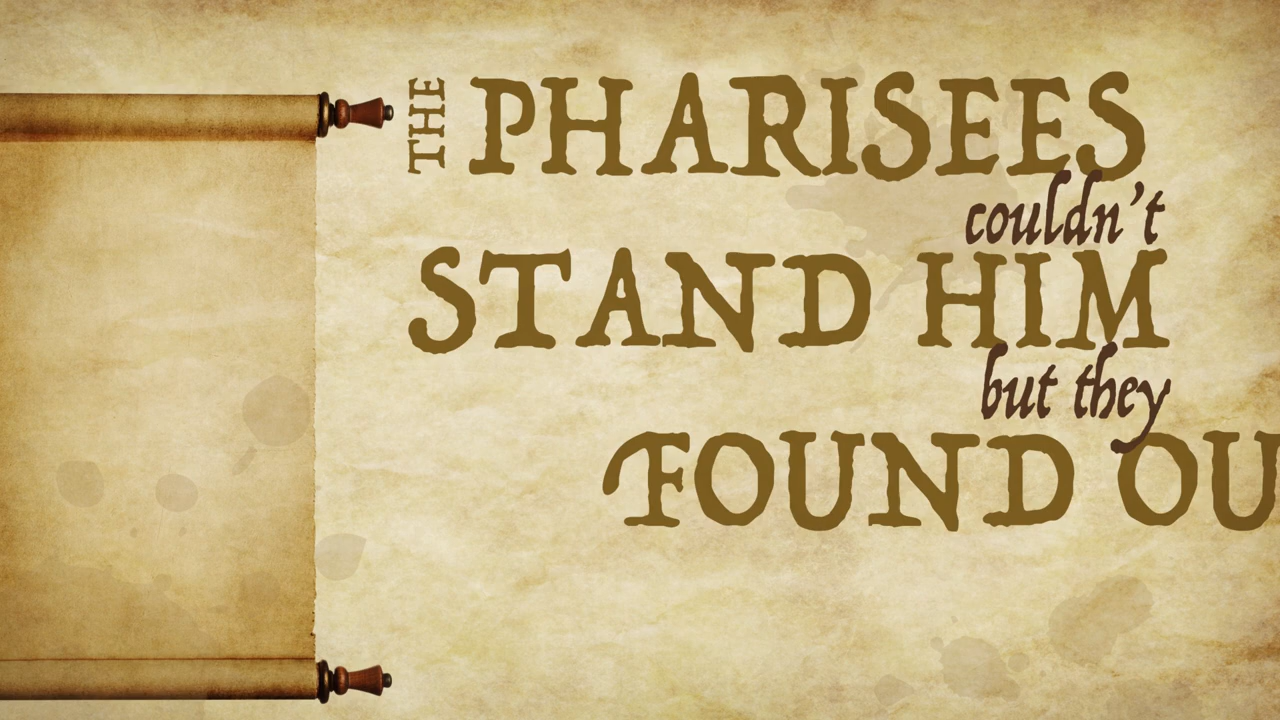 THE PHARISEES
couldn't
STAND HIM
but they
FOUND OU